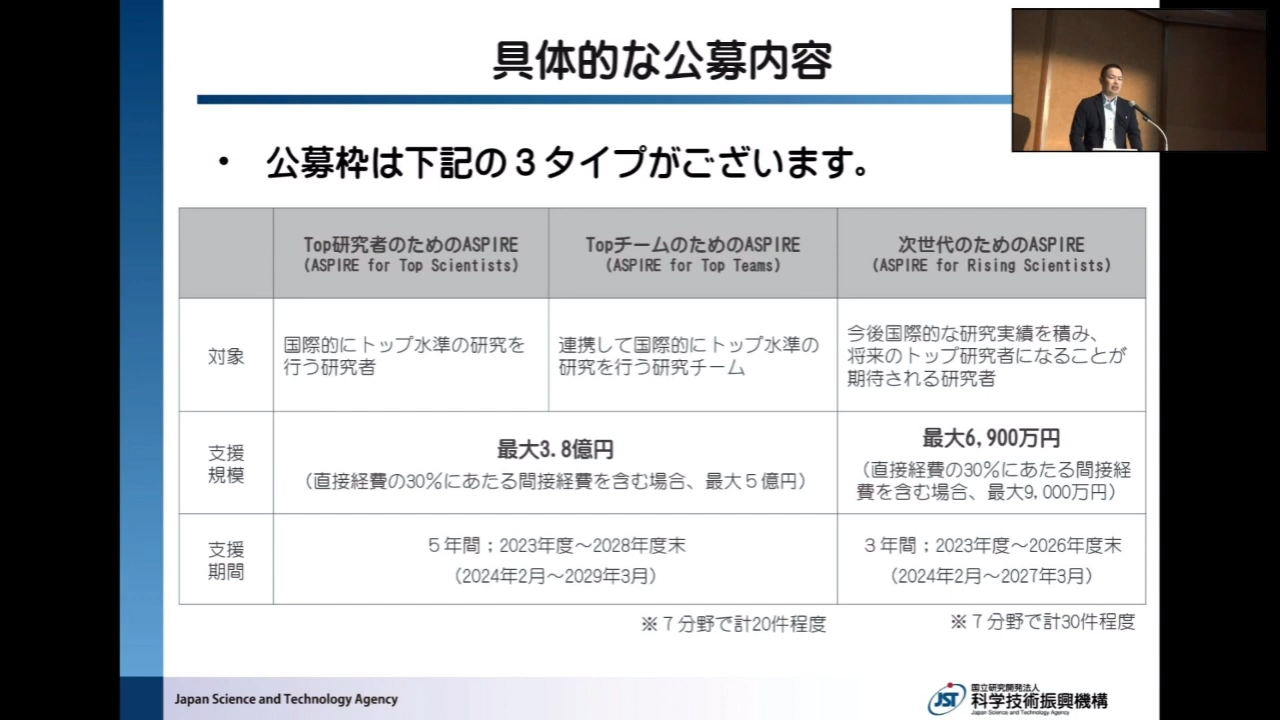 具体的な公募内容
• 公募枠は下記の３タイプがございます。
Top研究者のためのASPIRE
(ASPIRE for Top Scientists)
TopチームのためのASPIRE
(ASPIRE for Top Teams)
次世代のためのASPIRE
(ASPIRE for Rising Scientists)
対象
国際的にトップ水準の研究を
行う研究者
連携して国際的にトップ水準の
研究を行う研究チーム
今後国際的な研究実績を積み、
将来のトップ研究者になることが
期待される研究者
支援
規模
最大3.8億円
（直接経費の30％にあたる間接経費を含む場合、最大５億円）
最大6,900万円
（直接経費の30％にあたる間接経
費を含む場合、最大9,000万円）
支援
期間
５年間；2023年度～2028年度末
（2024年2月～2029年3月）
３年間；2023年度～2026年度末
（2024年2月～2027年3月）
※７分野で計20件程度
※７分野で計30件程度
Japan Science and Technology Agency
JST
国立研究開発法人
科学技術振興機構
Japan Science and Technology Agency